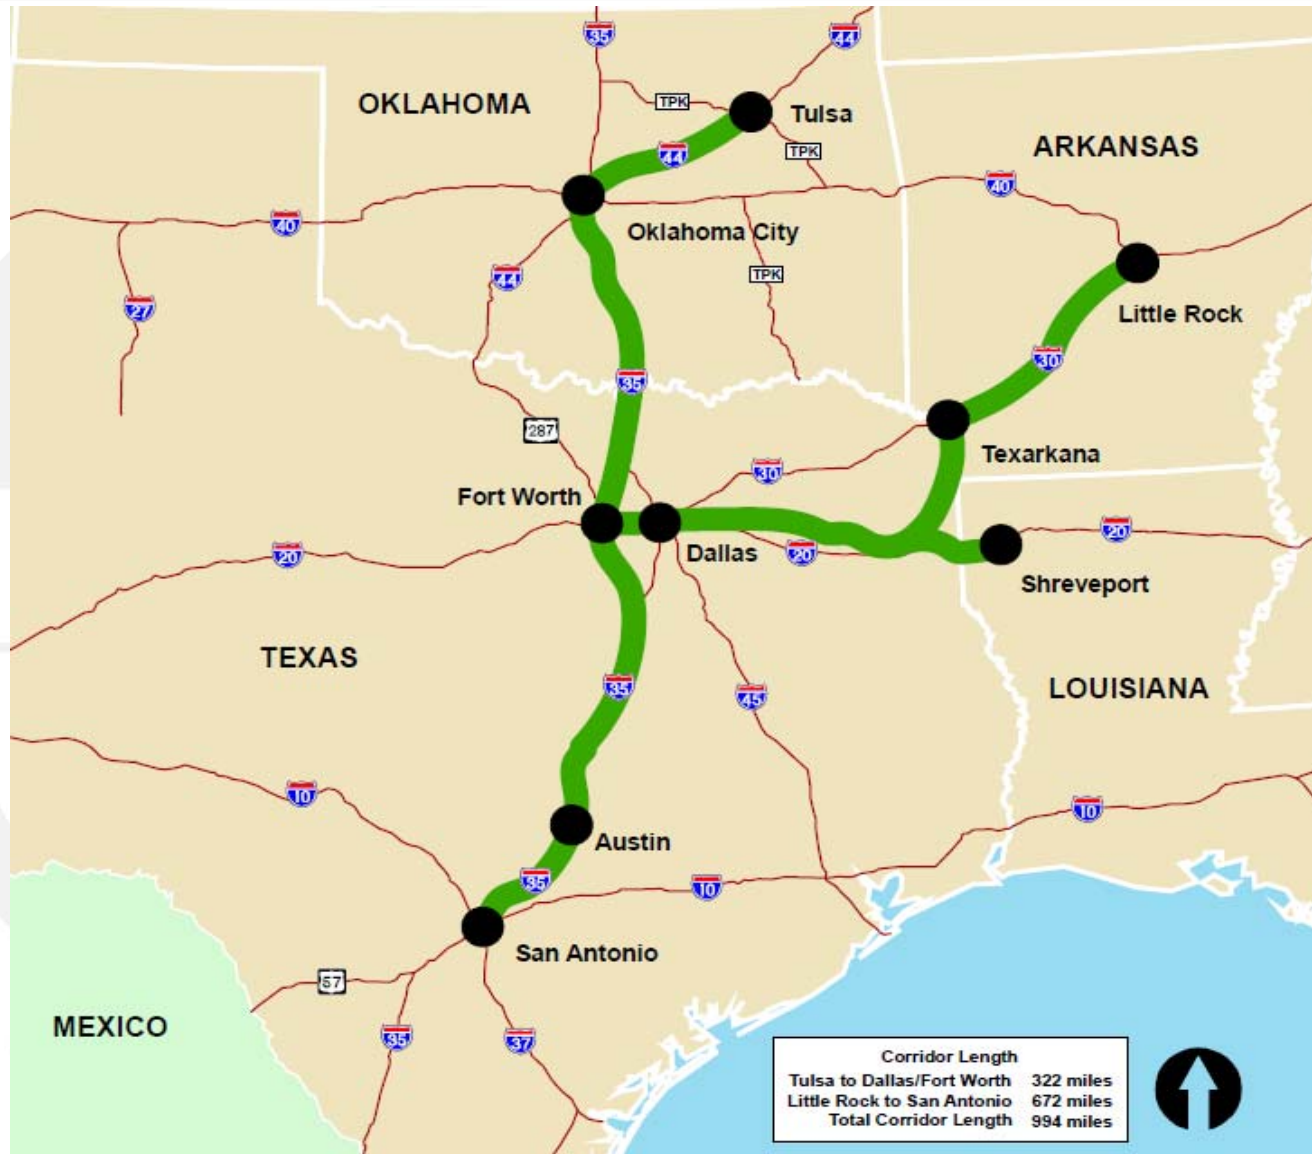 35
44
OKLAHOMA
TPK
Tulsa
ARKANSAS
TPK
44
40
40
Oklahoma City
44
TPK
27
Little Rock
30
35
287
Texarkana
30
Fort Worth
20
Dallas
20
20
Shreveport
TEXAS
35
45
LOUISIANA
10
10
Austin
35
10
San Antonio
57
MEXICO
35
37
Corridor Length
Tulsa to Dallas/Fort Worth 322 miles
Little Rock to San Antonio 672 miles
Total Corridor Length 994 miles